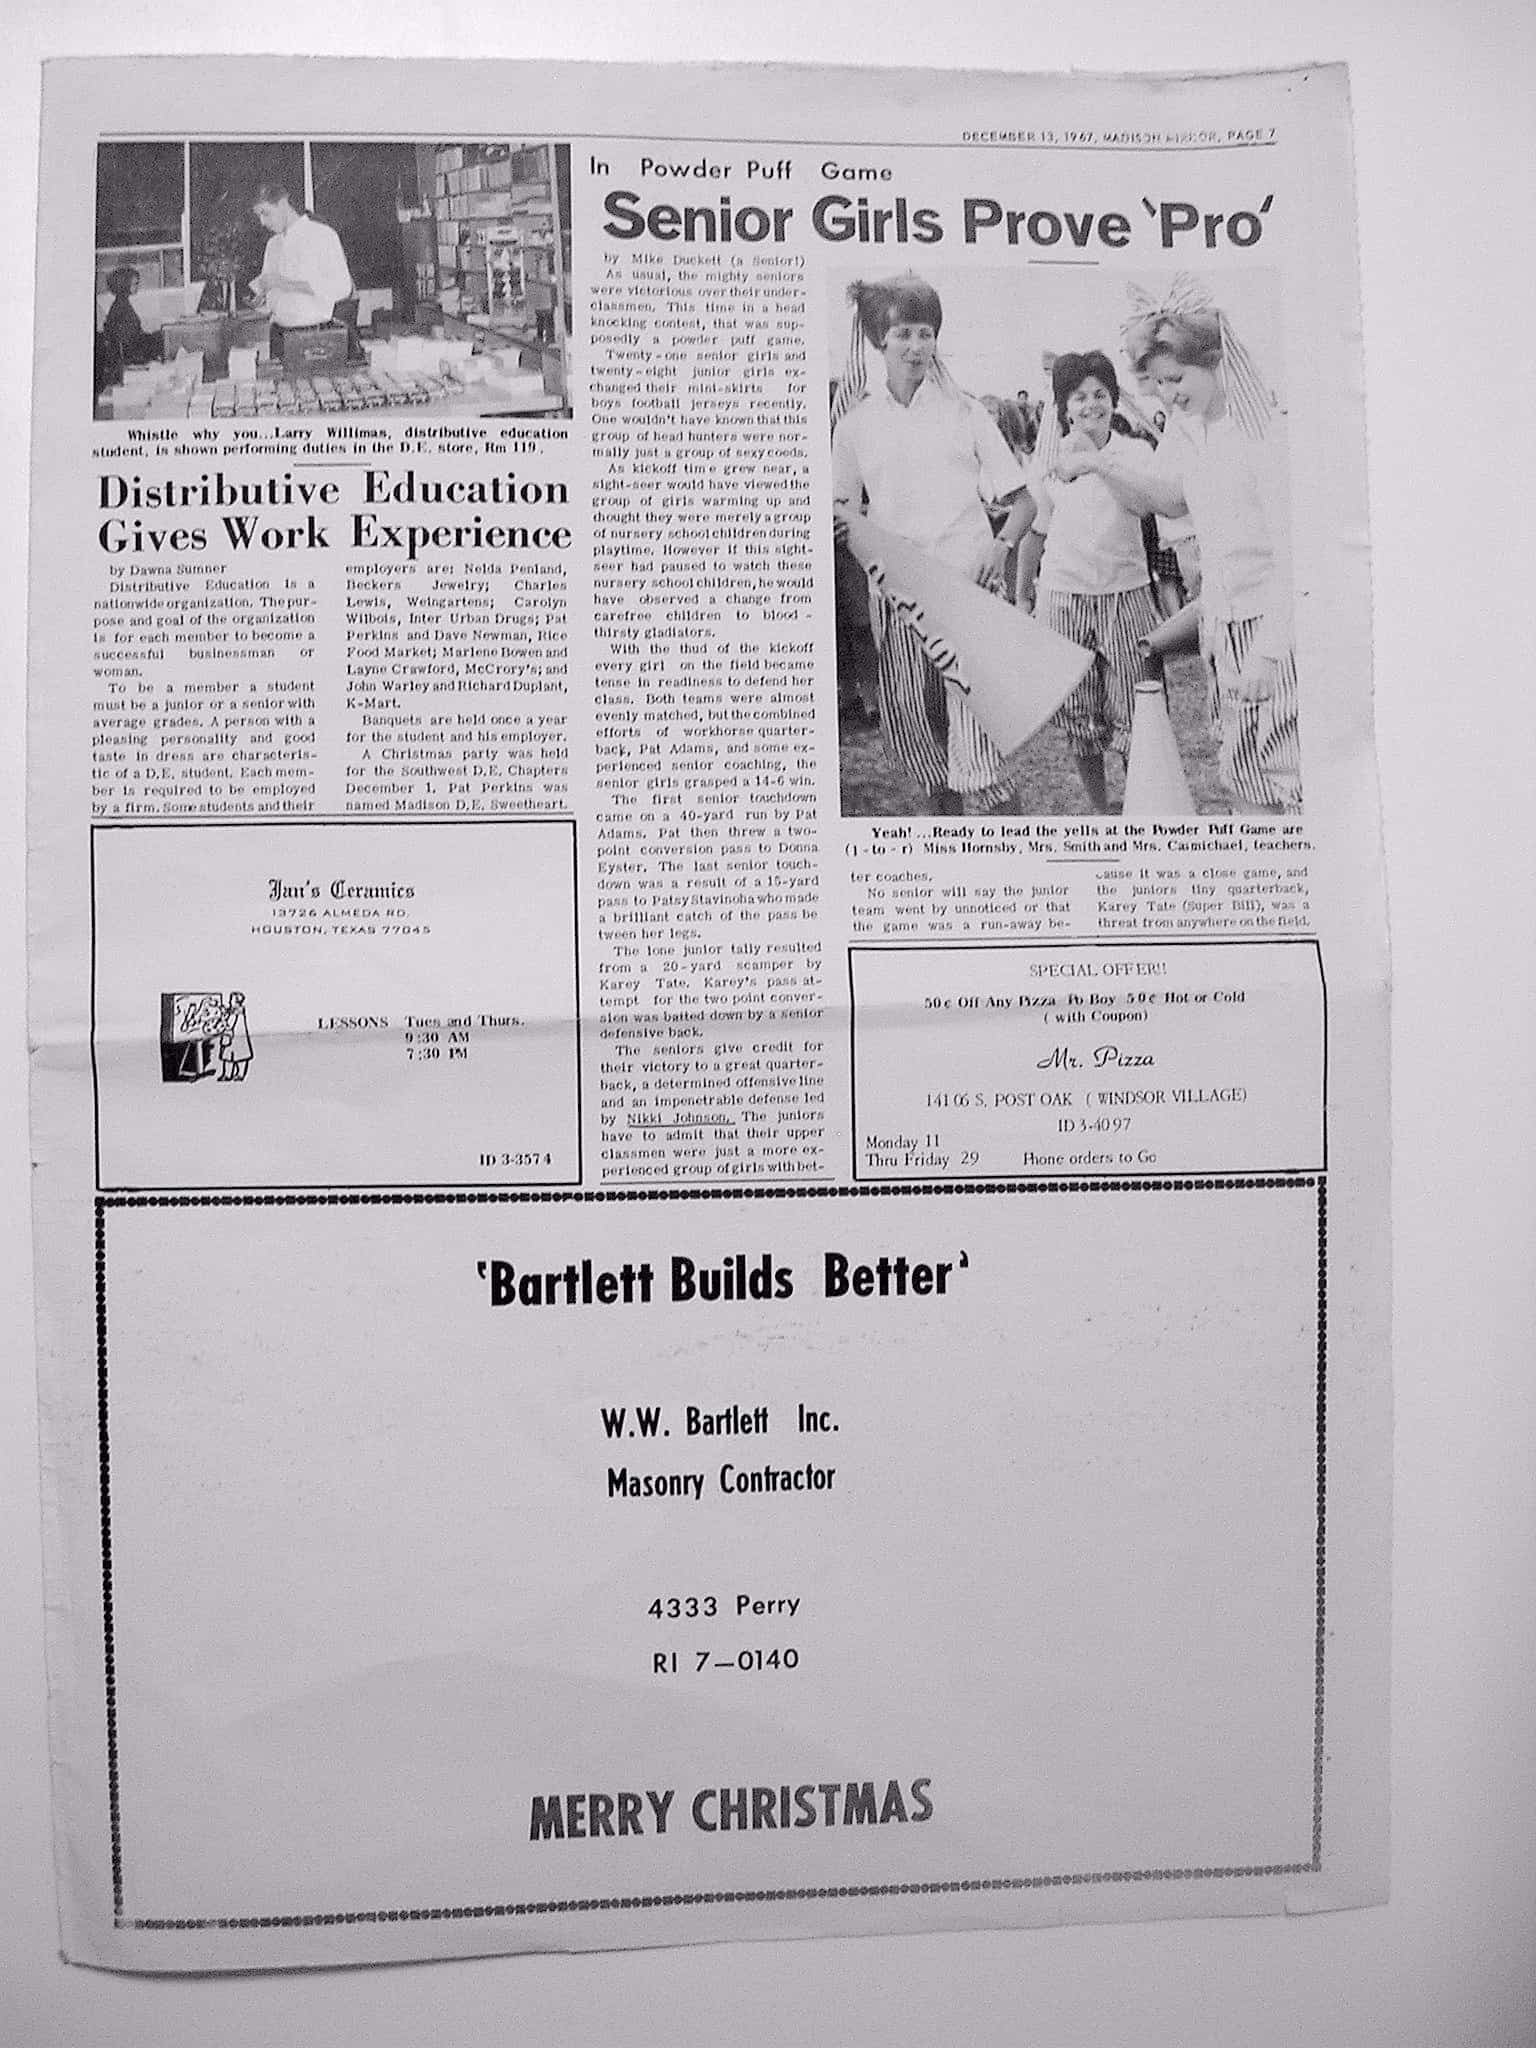 DECEMBER 13, 1967, MADISON MIRROR, PAGE 7
Whistle why you...Larry Willimas, distributive education
student, is shown performing duties in the D.E. store, Rm 119.
Distributive Education
Gives Work Experience
by Dawna Sumner
Distributive Education is a
nationwide organization. The pur-
pose and goal of the organization
is for each member to become a
successful businessman or
woman.
To be a member a student
must be a junior or a senior with
average grades. A person with a
pleasing personality and good
taste in dress are characteris-
tic of a D.E. student. Each mem-
ber is required to be employed
by a firm. Some students and their
employers are: Nelda Penland,
Beckers Jewelry; Charles
Lewis, Weingartens; Carolyn
Wilbois, Inter Urban Drugs; Pat
Perkins and Dave Newman, Rice
Food Market; Marlene Bowen and
Layne Crawford, McCrory's; and
John Warley and Richard Duplant,
K-Mart.
Banquets are held once a year
for the student and his employer.
A Christmas party was held
for the Southwest D.E. Chapters
December 1. Pat Perkins was
named Madison D.E. Sweetheart.
In Powder Puff Game
Senior Girls Prove 'Pro'
by Mike Duckett (a Senior!)
As usual, the mighty seniors
were victorious over their under-
classmen. This time in a head
knocking contest, that was sup-
posedly a powder puff game.
Twenty-one senior girls and
twenty-eight junior girls ex-
changed their mini-skirts for
boys football jerseys recently.
One wouldn't have known that this
group of head hunters were nor-
mally just a group of sexy coeds.
As kickoff time grew near, a
sight-seer would have viewed the
group of girls warming up and
thought they were merely a group
of nursery school children during
playtime. However if this sight-
seer had paused to watch these
nursery school children, he would
have observed a change from
carefree children to blood-
thirsty gladiators.
With the thud of the kickoff
every girl on the field became
tense in readiness to defend her
class. Both teams were almost
evenly matched, but the combined
efforts of workhorse quarter-
back, Pat Adams, and some ex-
perienced senior coaching, the
senior girls grasped a 14-6 win.
The first senior touchdown
came on a 40-yard run by Pat
Adams. Pat then threw a two-
point conversion pass to Donna
Eyster. The last senior touch-
down was a result of a 15-yard
pass to Patsy Stavinoha who made
a brilliant catch of the pass be
tween her legs.
The lone junior tally resulted
from a 20-yard scamper by
Karey Tate. Karey's pass at-
tempt for the two point conver-
sion was batted down by a senior
defensive back.
The seniors give credit for
their victory to a great quarter-
back, a determined offensive line
and an impenetrable defense led
by Nikki Johnson. The juniors
have to admit that their upper
classmen were just a more ex-
perienced group of girls with bet-
Yeah!...Ready to lead the yells at the Powder Puff Game are
(l - to - r) Miss Hornsby, Mrs. Smith and Mrs. Caimichael, teachers.
ter coaches.
No senior will say the junior
team went by unnoticed or that
the game was a run-away be-
cause it was a close game, and
the juniors tiny quarterback,
Karey Tate (Super Bill), was a
threat from anywhere on the field.
Jan's Ceramics
13726 ALMEDA RD.
HOUSTON, TEXAS 77045
LESSONS Tues and Thurs.
9:30 AM
7:30 PM
ID 3-3574
SPECIAL OFFER!!
50¢ Off Any Pizza Po Boy 50¢ Hot or Cold
( with Coupon)
Mr. Pizza
14106 S. POST OAK ( WINDSOR VILLAGE)
ID 3-4097
Monday 11
Thru Friday 29 Phone orders to Go
'Bartlett Builds Better'
W.W. Bartlett Inc.
Masonry Contractor
4333 Perry
RI 7-0140
MERRY CHRISTMAS